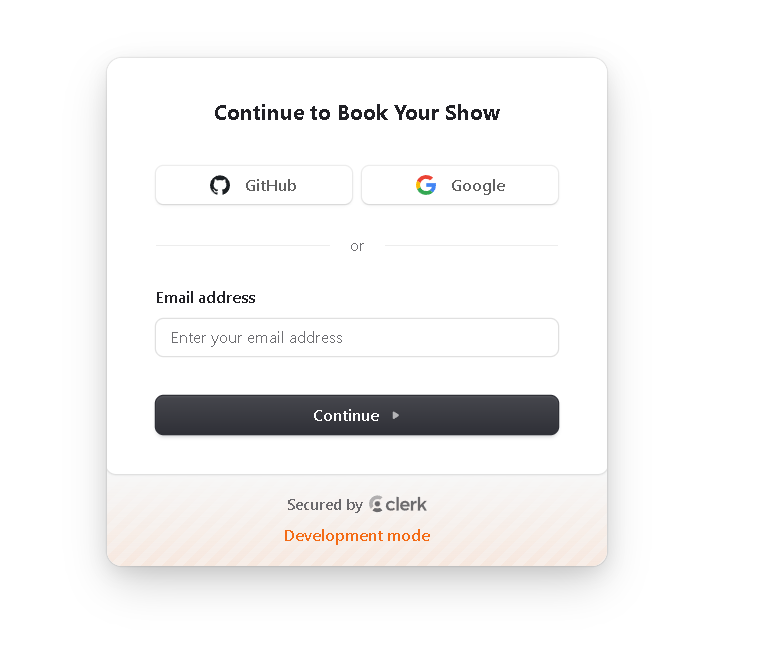 Continue to Book Your Show
GitHub
Google
or
Email address
Enter your email address
Continue
Secured by clerk
Development mode